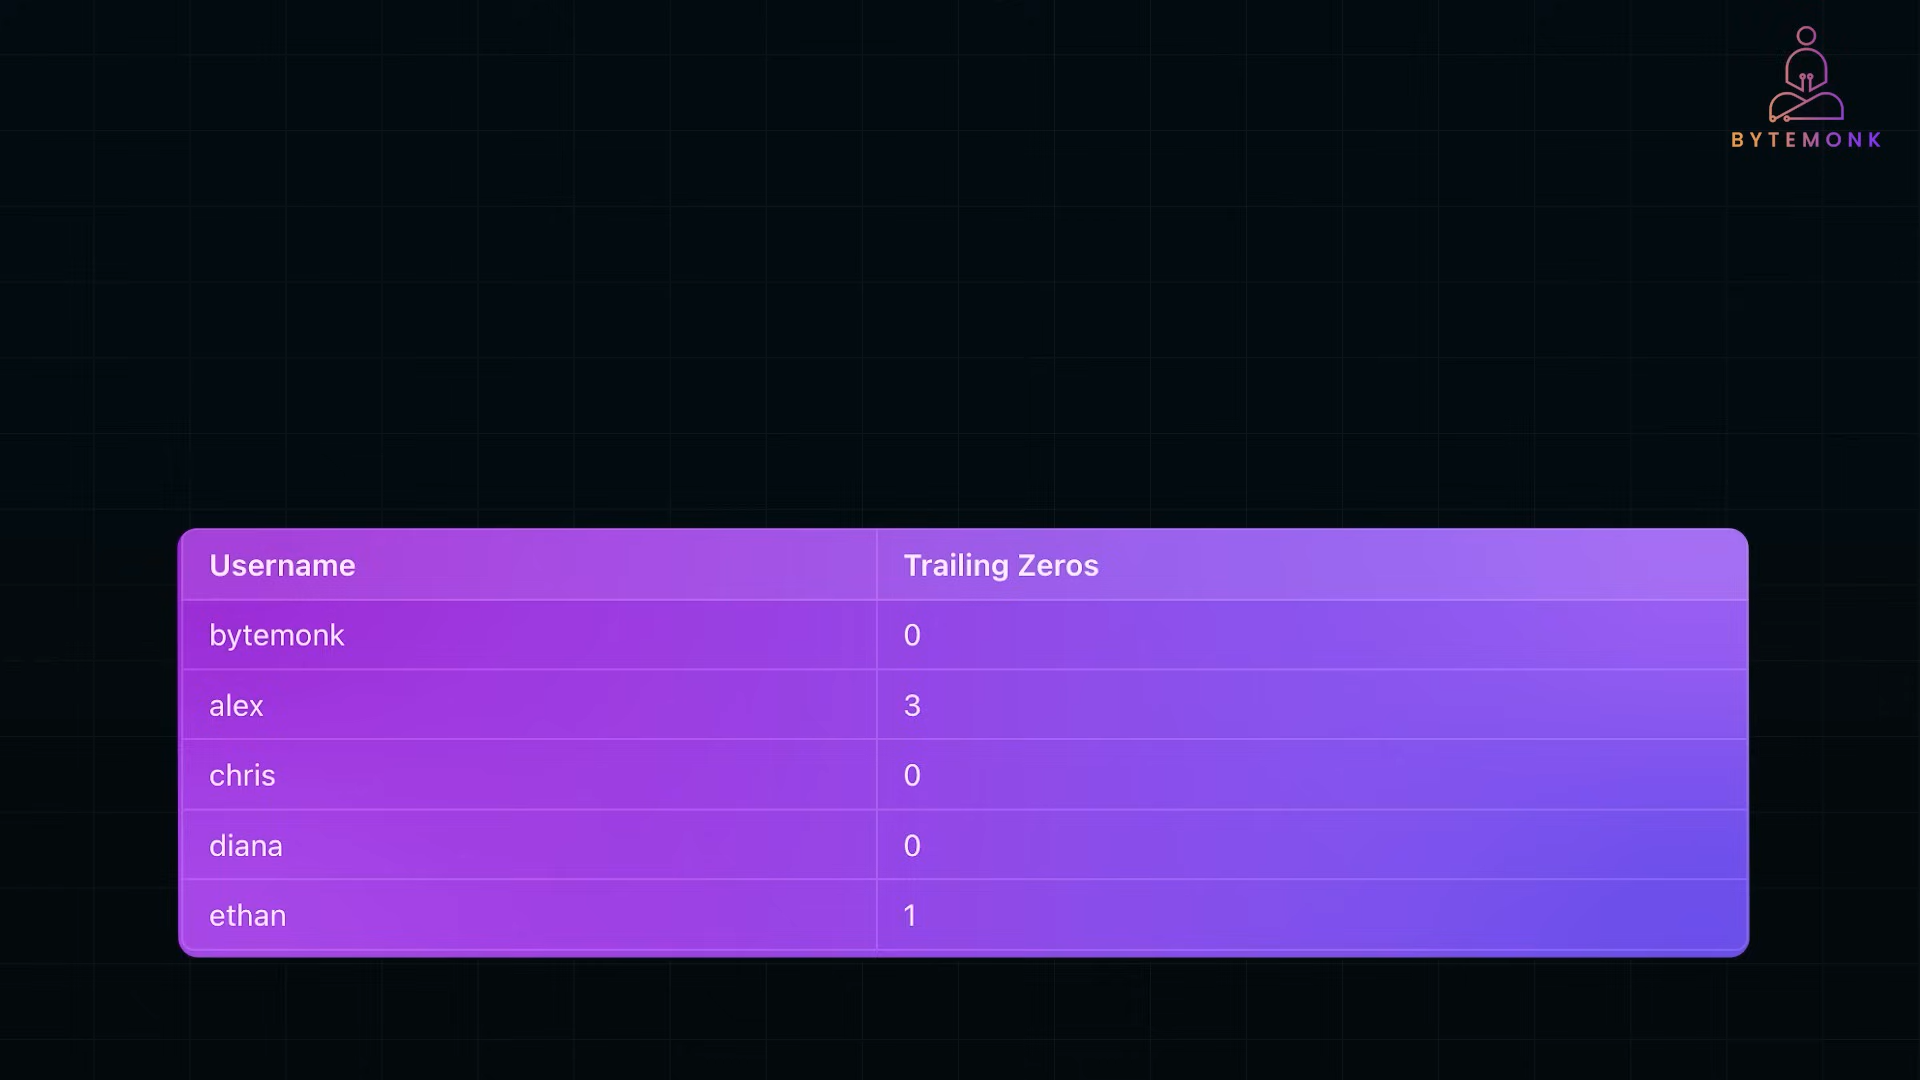 BYTEMONK
Username Trailing Zeros
bytemonk 0
alex 3
chris 0
diana 0
ethan 1